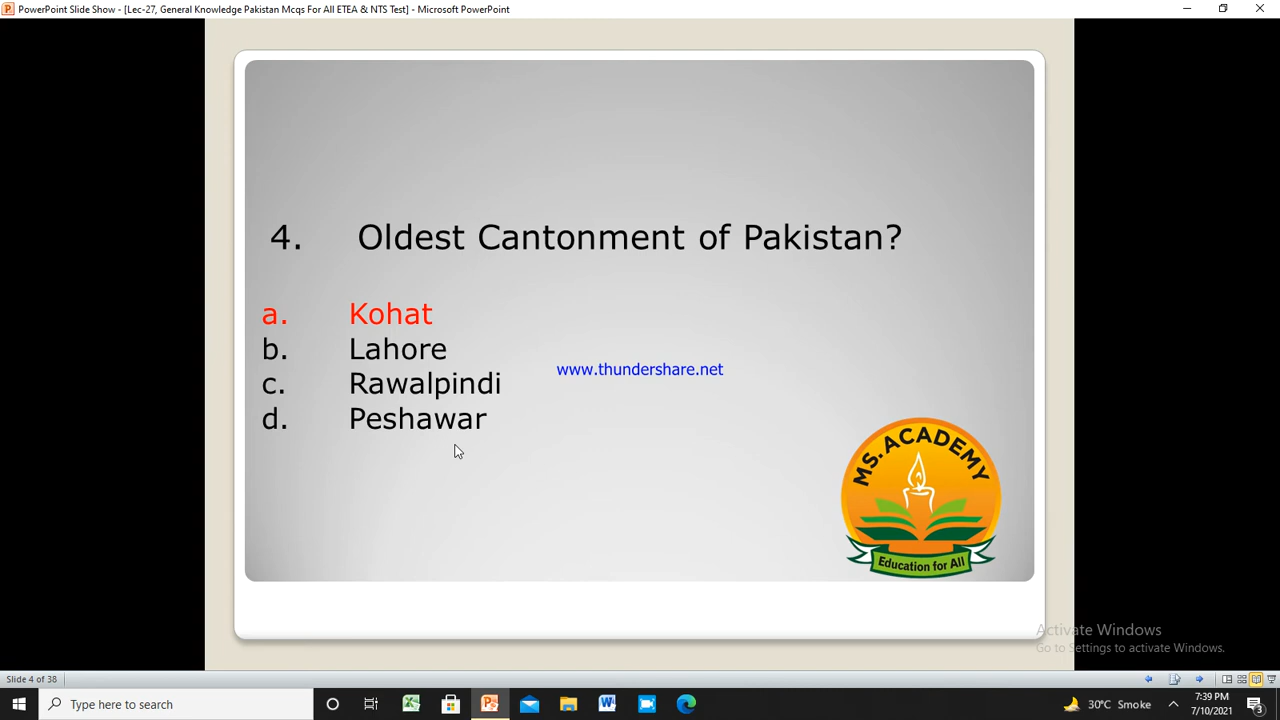 PowerPoint Slide Show - [Lec-27, General Knowledge Pakistan Mcqs For All ETEA & NTS Test] - Microsoft PowerPoint
4. Oldest Cantonment of Pakistan?
a. Kohat
b. Lahore
c. Rawalpindi
d. Peshawar
www.thundershare.net
MS.ACADEMY
Education for All
Activate Windows
Go to Settings to activate Windows.
Slide 4 of 38
Type here to search
30°C Smoke
7:39 PM
7/10/2021
3